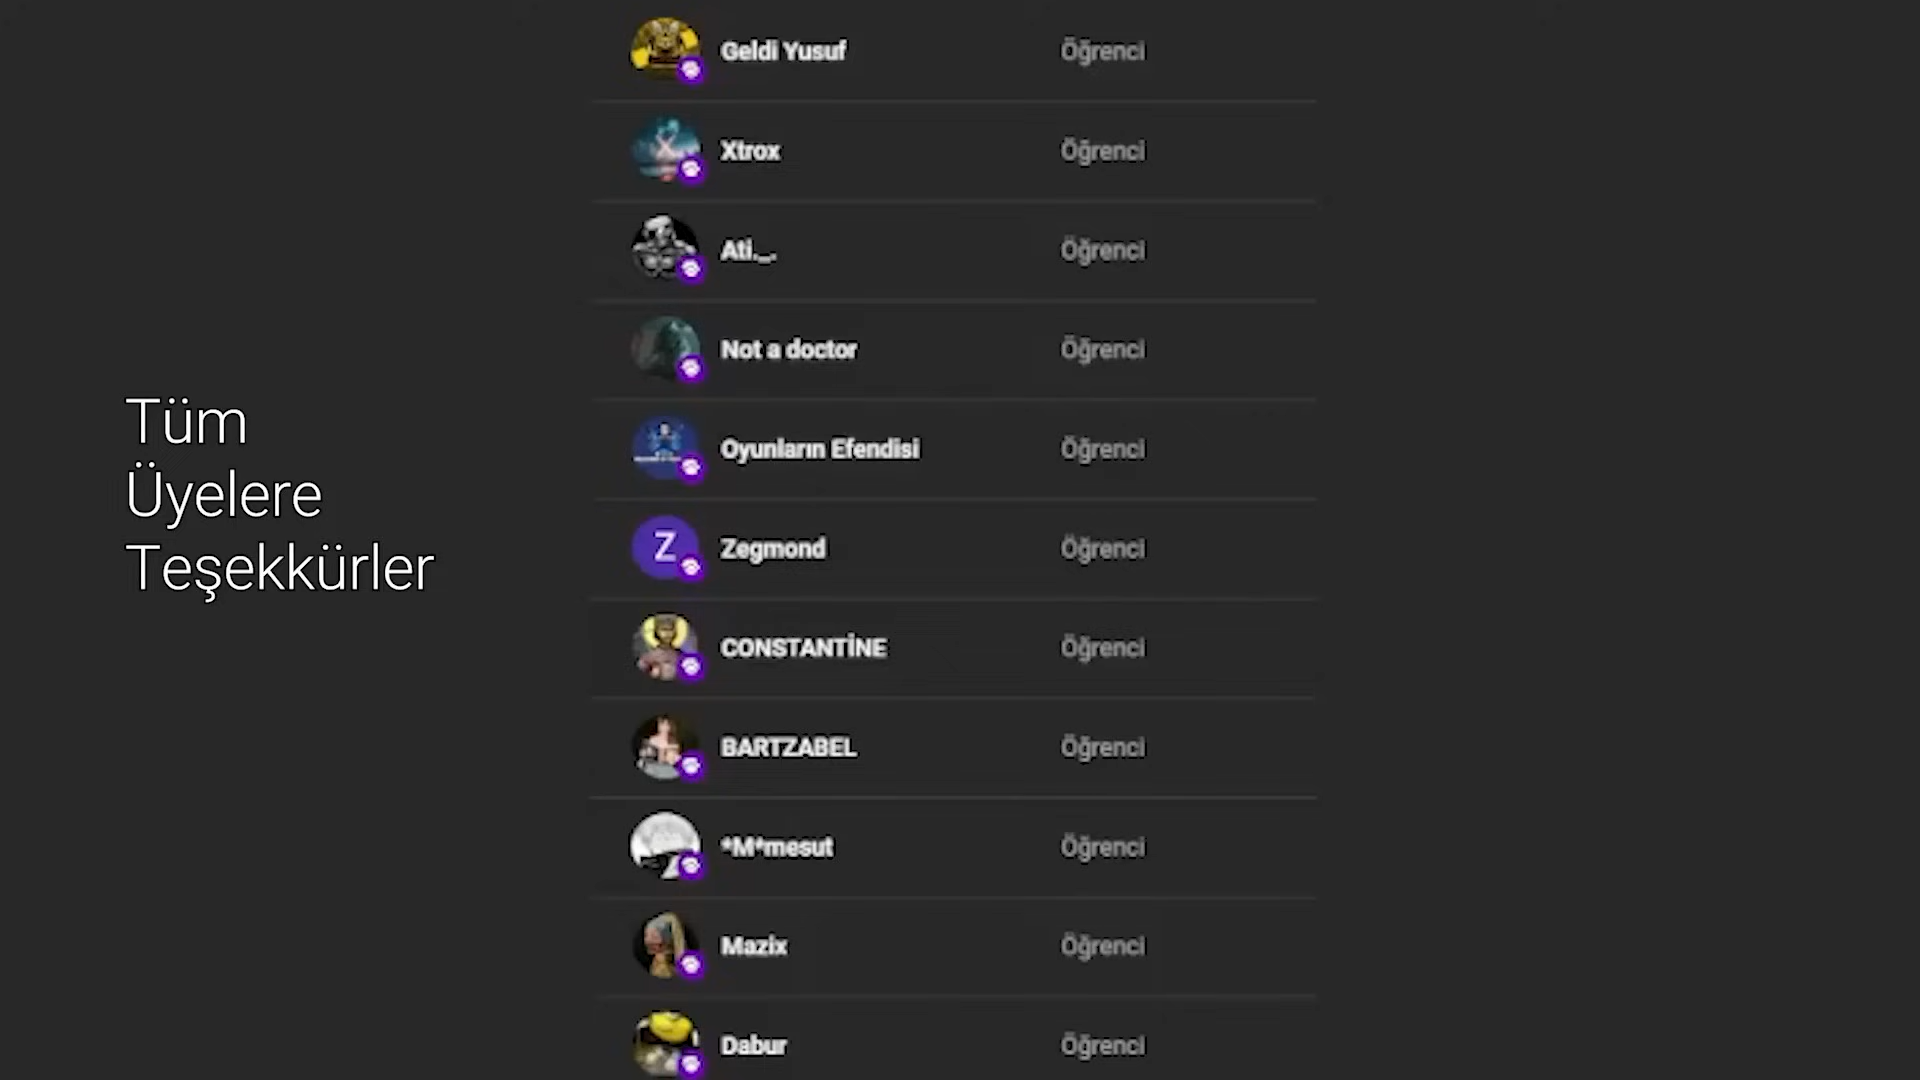 Tüm
Üyelere
Teşekkürler
Geldi Yusuf Öğrenci
Xtrox Öğrenci
Ati._. Öğrenci
Not a doctor Öğrenci
Oyunların Efendisi Öğrenci
Z Zegmond Öğrenci
CONSTANTİNE Öğrenci
BARTZABEL Öğrenci
*M*mesut Öğrenci
Mazix Öğrenci
Dabur Öğrenci